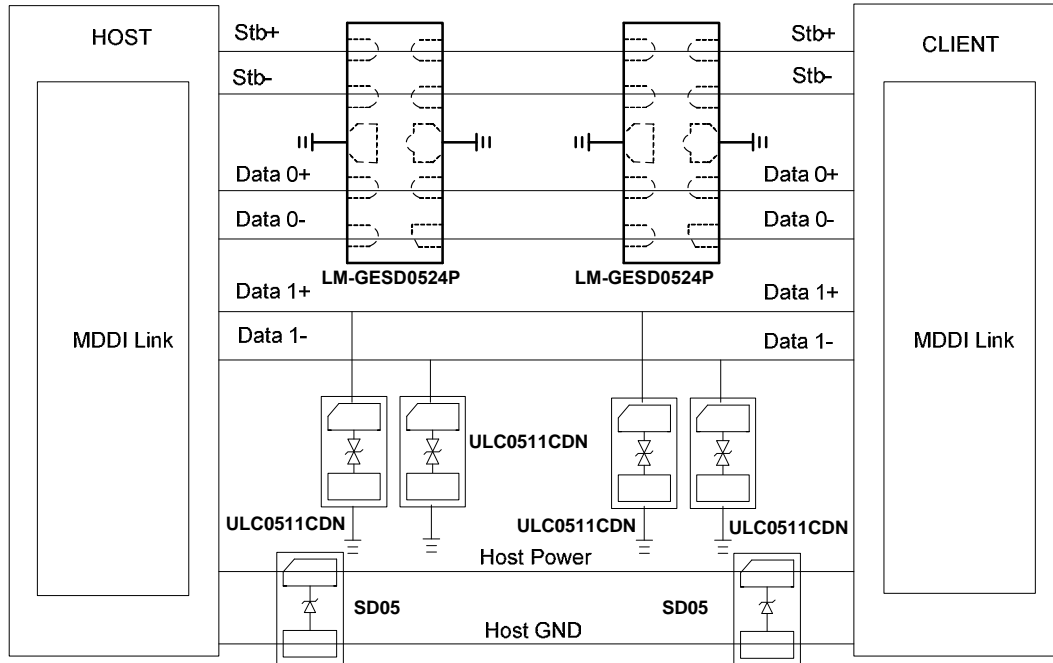 HOST
Stb+
Stb+
CLIENT
Stb-
Stb-
Data 0+
Data 0+
Data 0-
Data 0-
LM-GESD0524P
LM-GESD0524P
Data 1+
Data 1+
MDDI Link
Data 1-
Data 1-
MDDI Link
ULC0511CDN
ULC0511CDN
ULC0511CDN
ULC0511CDN
Host Power
SD05
SD05
Host GND